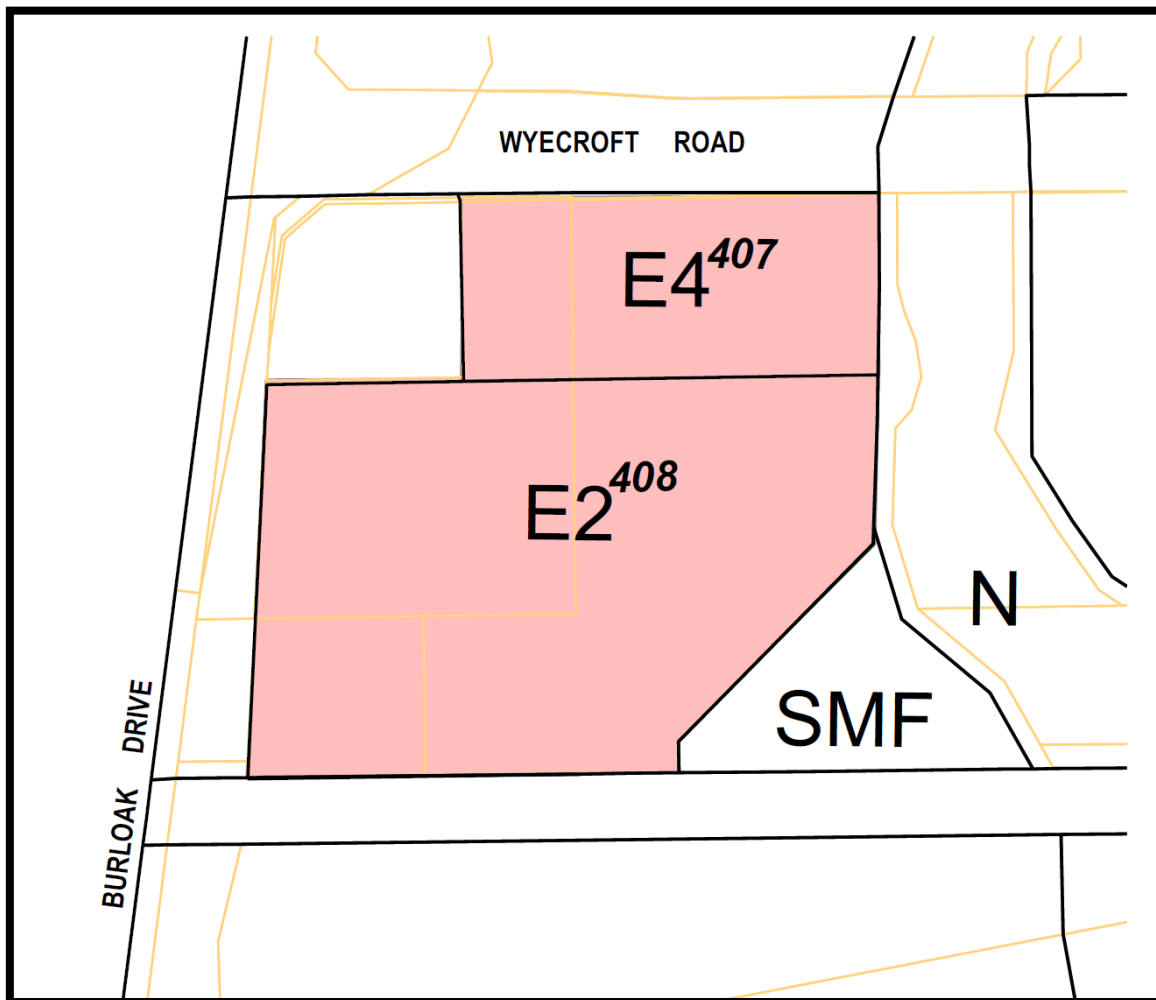 WYECROFT ROAD
E4⁴⁰⁷
E2⁴⁰⁸
N
SMF
BURLOAK DRIVE